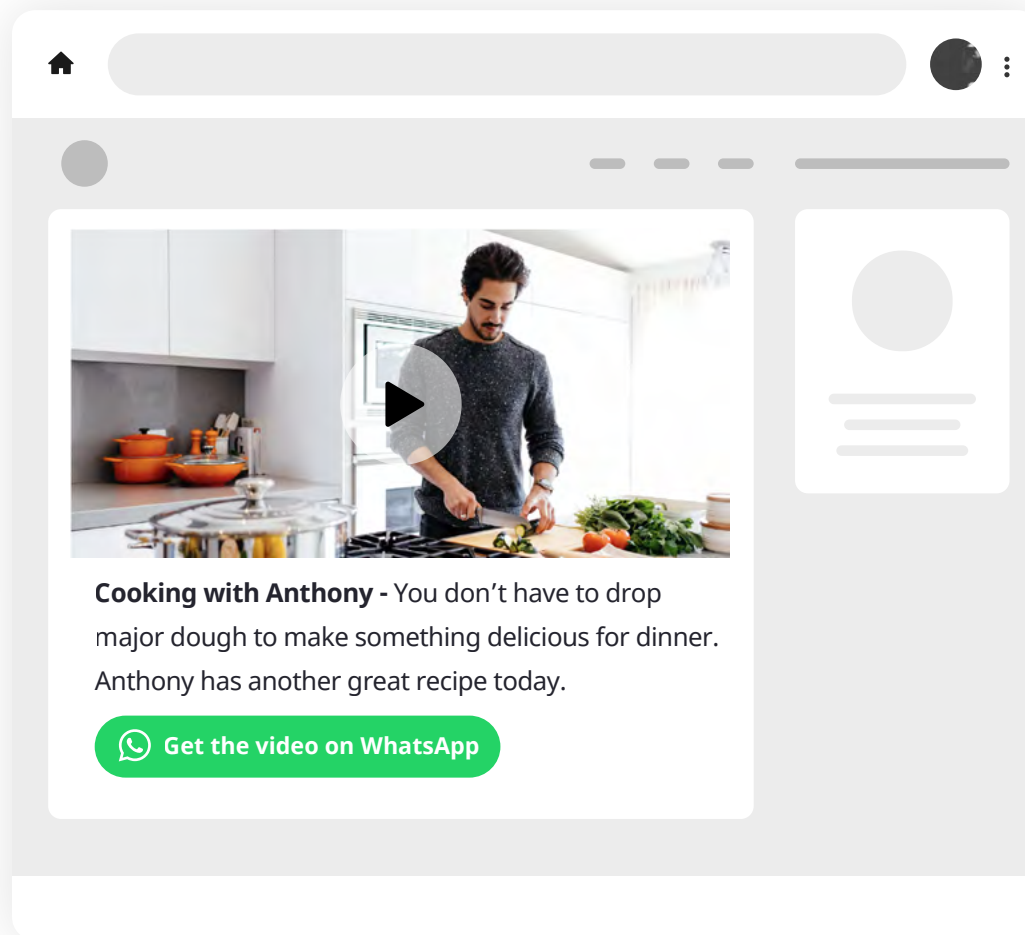 Cooking with Anthony - You don’t have to drop
major dough to make something delicious for dinner.
Anthony has another great recipe today.
Get the video on WhatsApp